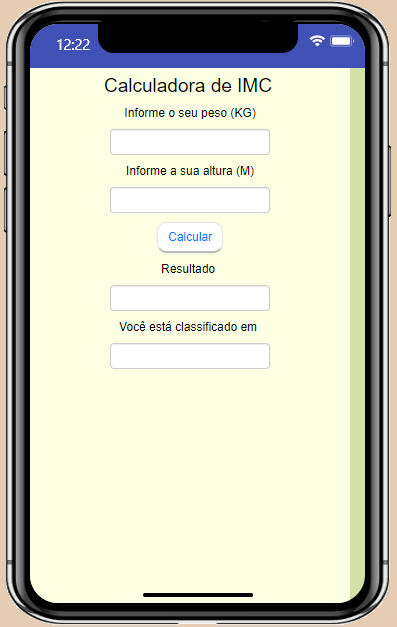 12:22
Calculadora de IMC
Informe o seu peso (KG)
Informe a sua altura (M)
Calcular
Resultado
Você está classificado em